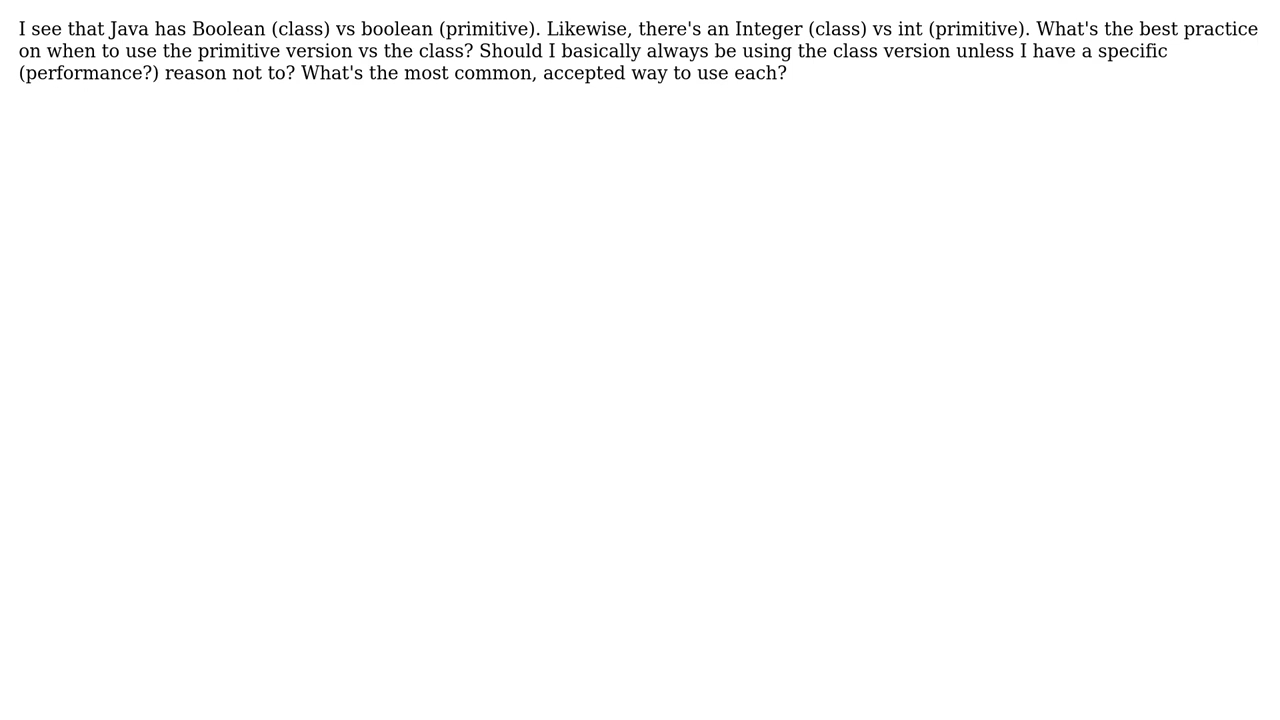 I see that Java has Boolean (class) vs boolean (primitive). Likewise, there's an Integer (class) vs int (primitive). What's the best practice
on when to use the primitive version vs the class? Should I basically always be using the class version unless I have a specific
(performance?) reason not to? What's the most common, accepted way to use each?